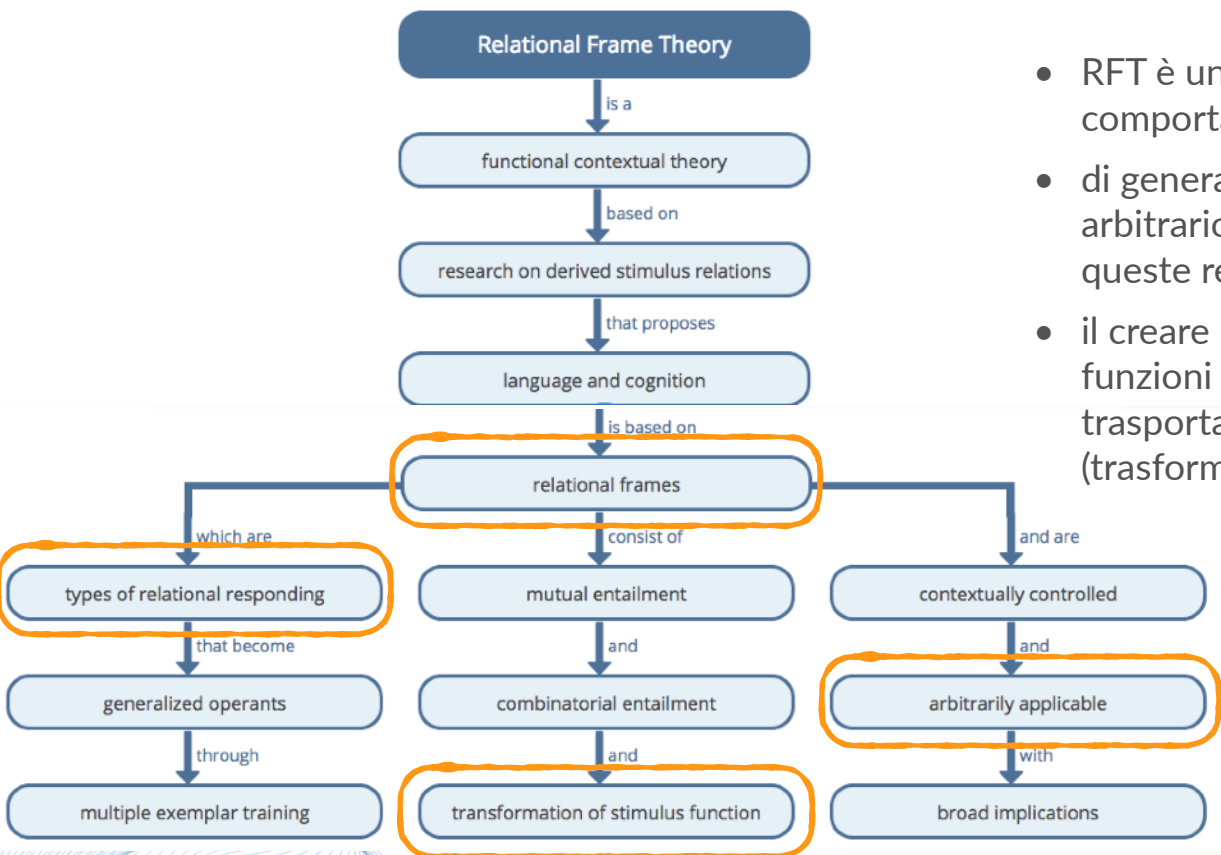 Relational Frame Theory
is a
functional contextual theory
based on
research on derived stimulus relations
that proposes
language and cognition
is based on
relational frames
which are
types of relational responding
that become
generalized operants
through
multiple exemplar training
consist of
mutual entailment
and
combinatorial entailment
and
transformation of stimulus function
and are
contextually controlled
and
arbitrarily applicable
with
broad implications
• RFT è un
comport
• di genera
arbitrario
queste re
• il creare
funzioni
trasporta
(trasform